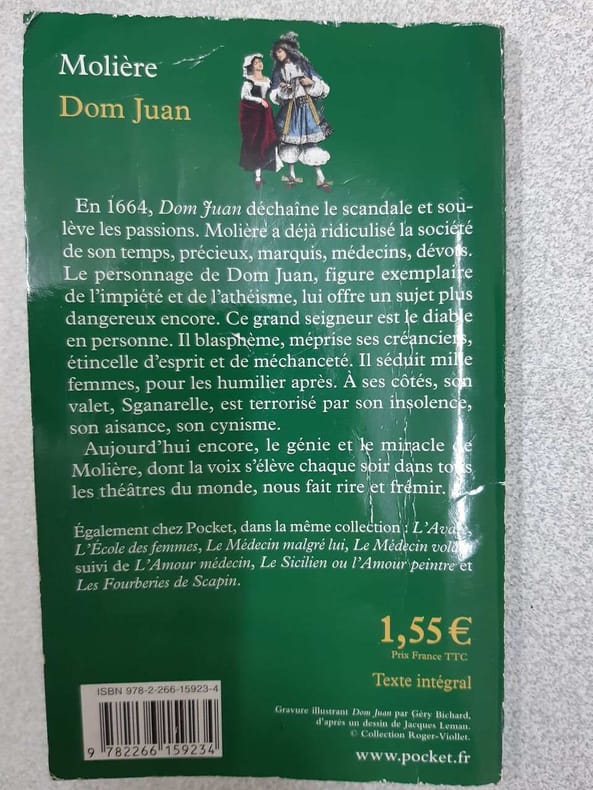 Molière
Dom Juan
En 1664, Dom Juan déchaîne le scandale et sou-
lève les passions. Molière a déjà ridiculisé la société
de son temps, précieux, marquis, médecins, dévots.
Le personnage de Dom Juan, figure exemplaire
de l'impiété et de l'athéisme, lui offre un sujet plus
dangereux encore. Ce grand seigneur est le diable
en personne. Il blasphème, méprise ses créanciers,
étincelle d'esprit et de méchanceté. Il séduit mille
femmes, pour les humilier après. À ses côtés, son
valet, Sganarelle, est terrorisé par son insolence,
son aisance, son cynisme.
Aujourd'hui encore, le génie et le miracle de
Molière, dont la voix s'élève chaque soir dans tous
les théâtres du monde, nous fait rire et frémir.
Également chez Pocket, dans la même collection : L'Avare,
L'École des femmes, Le Médecin malgré lui, Le Médecin volant
suivi de L'Amour médecin, Le Sicilien ou l'Amour peintre et
Les Fourberies de Scapin.
1,55 €
Prix France TTC
Texte intégral
ISBN 978-2-266-15923-4
9 782266 159234
Gravure illustrant Dom Juan par Géry Bichard,
d'après un dessin de Jacques Leman.
© Collection Roger-Viollet.
www.pocket.fr